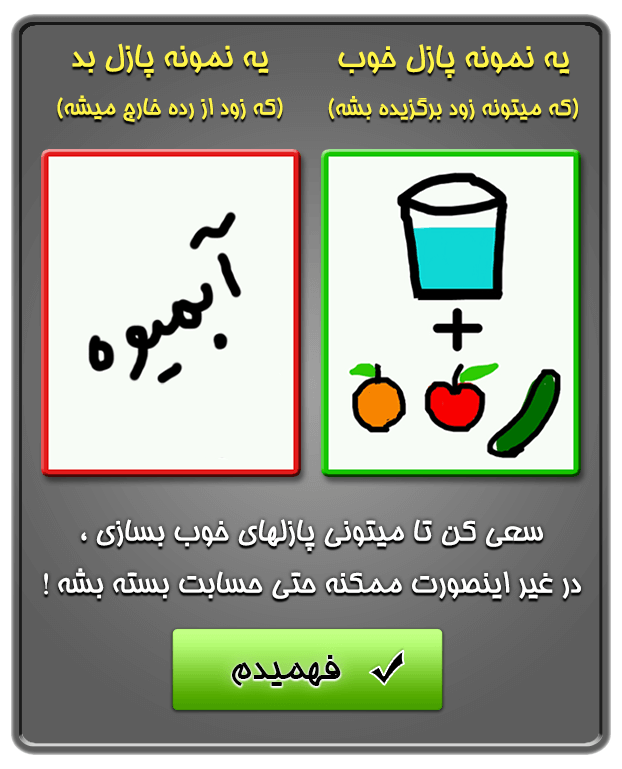 یه نمونه پازل خوب
(که میتونه زود برگزیده بشه)
یه نمونه پازل بد
(که زود از رده خارج میشه)
آبمیوه
سعی کن تا میتونی پازلهای خوب بسازی ،
در غیر اینصورت ممکنه حتی حسابت بسته بشه !
فهمیدم